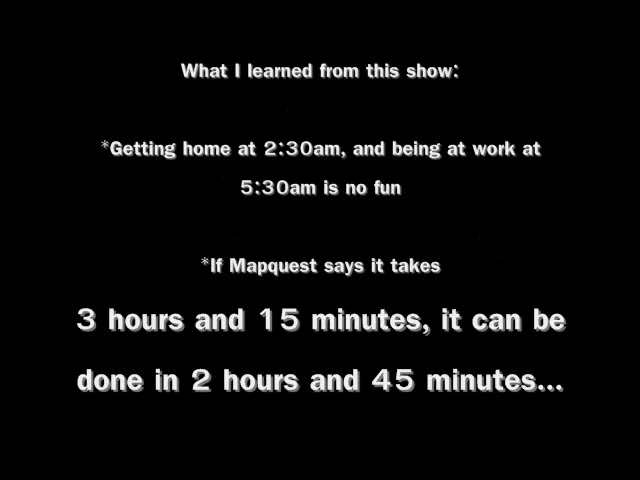 What I learned from this show:
*Getting home at 2:30am, and being at work at
5:30am is no fun
*If Mapquest says it takes
3 hours and 15 minutes, it can be
done in 2 hours and 45 minutes...